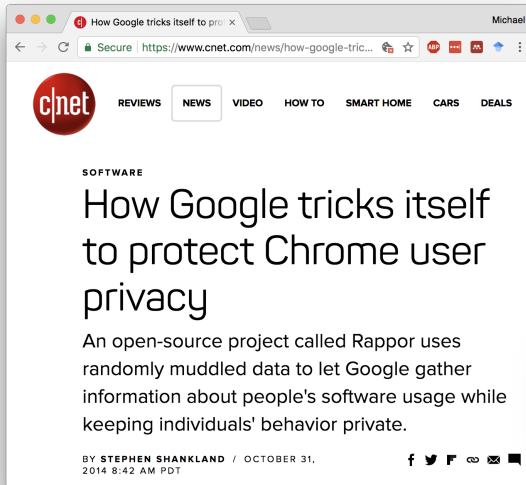 How Google tricks itself to prof
Michael
Secure https://www.cnet.com/news/how-google-tric...
ABP
c|net
REVIEWS NEWS VIDEO HOW TO SMART HOME CARS DEALS
SOFTWARE
How Google tricks itself
to protect Chrome user
privacy
An open-source project called Rappor uses
randomly muddled data to let Google gather
information about people's software usage while
keeping individuals' behavior private.
BY STEPHEN SHANKLAND / OCTOBER 31,
2014 8:42 AM PDT